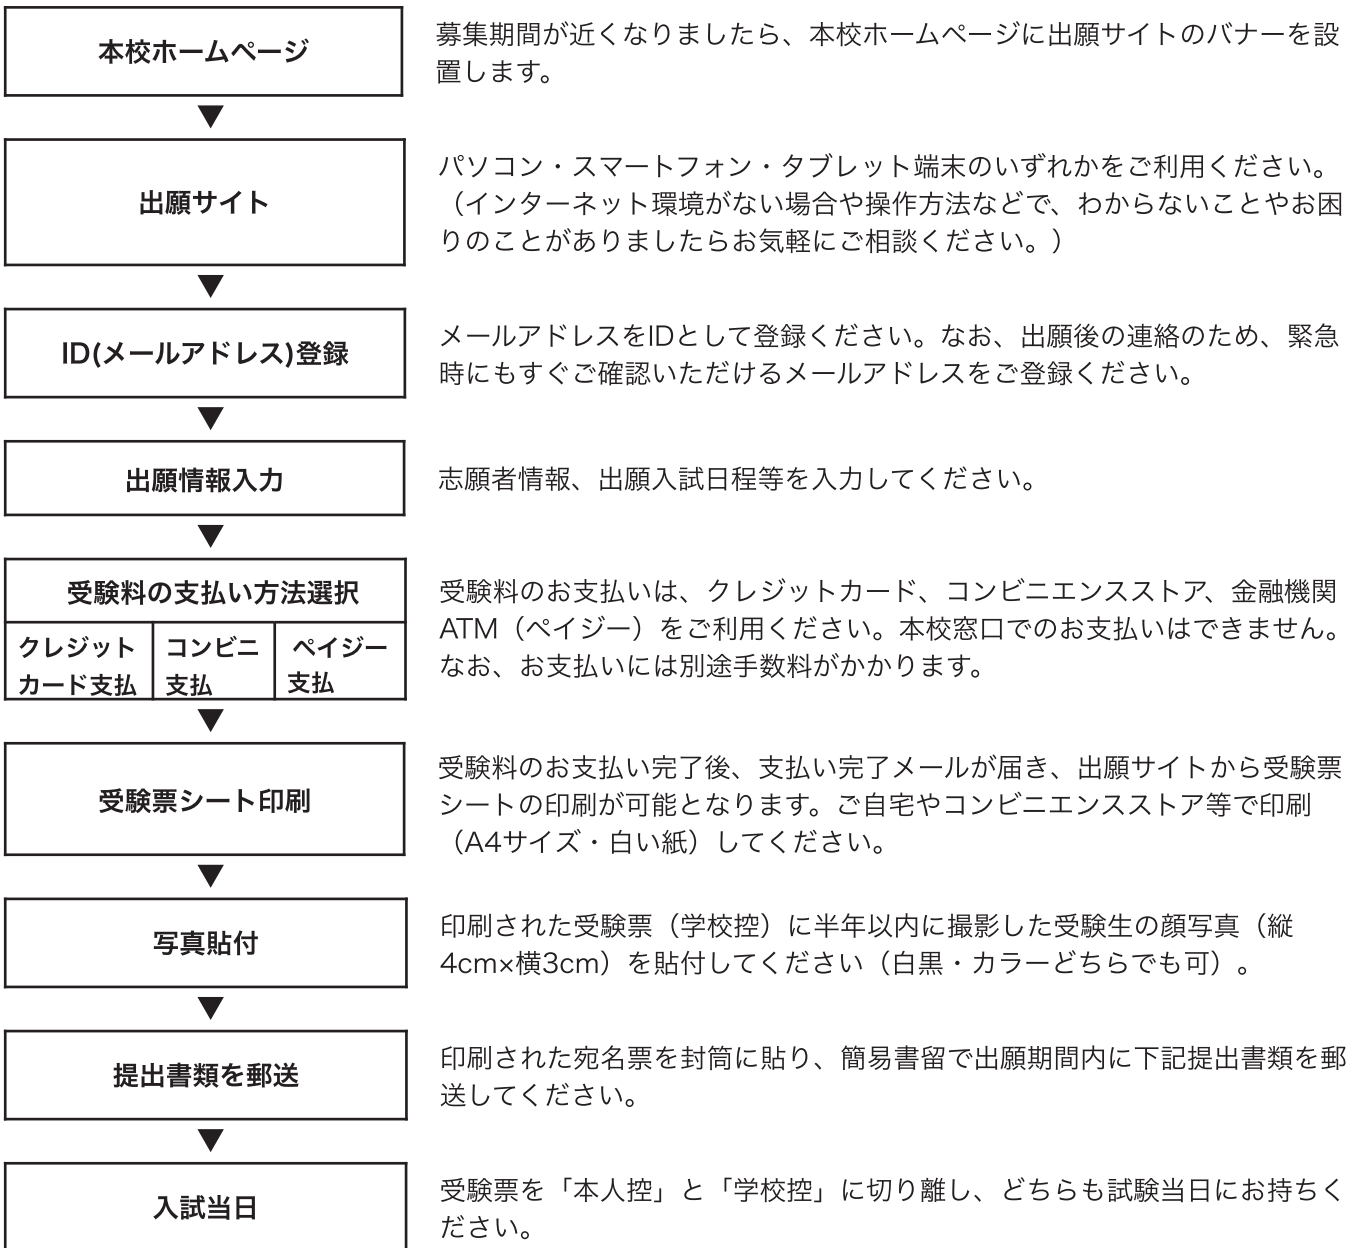 本校ホームページ
募集期間が近くなりましたら、本校ホームページに出願サイトのバナーを設
置します。
▼
出願サイト
パソコン・スマートフォン・タブレット端末のいずれかをご利用ください。
（インターネット環境がない場合や操作方法などで、わからないことやお困
りのことがありましたらお気軽にご相談ください。）
▼
ID(メールアドレス)登録
メールアドレスをIDとして登録ください。なお、出願後の連絡のため、緊急
時にもすぐご確認いただけるメールアドレスをご登録ください。
▼
出願情報入力
志願者情報、出願入試日程等を入力してください。
▼
受験料の支払い方法選択
クレジット
カード支払
コンビニ
支払
ペイジー
支払
受験料のお支払いは、クレジットカード、コンビニエンスストア、金融機関
ATM（ペイジー）をご利用ください。本校窓口でのお支払いはできません。
なお、お支払いには別途手数料がかかります。
▼
受験票シート印刷
受験料のお支払い完了後、支払い完了メールが届き、出願サイトから受験票
シートの印刷が可能となります。ご自宅やコンビニエンスストア等で印刷
（A4サイズ・白い紙）してください。
▼
写真貼付
印刷された受験票（学校控）に半年以内に撮影した受験生の顔写真（縦
4cm×横3cm）を貼付してください（白黒・カラーどちらでも可）。
▼
提出書類を郵送
印刷された宛名票を封筒に貼り、簡易書留で出願期間内に下記提出書類を郵
送してください。
▼
入試当日
受験票を「本人控」と「学校控」に切り離し、どちらも試験当日にお持ちく
ださい。